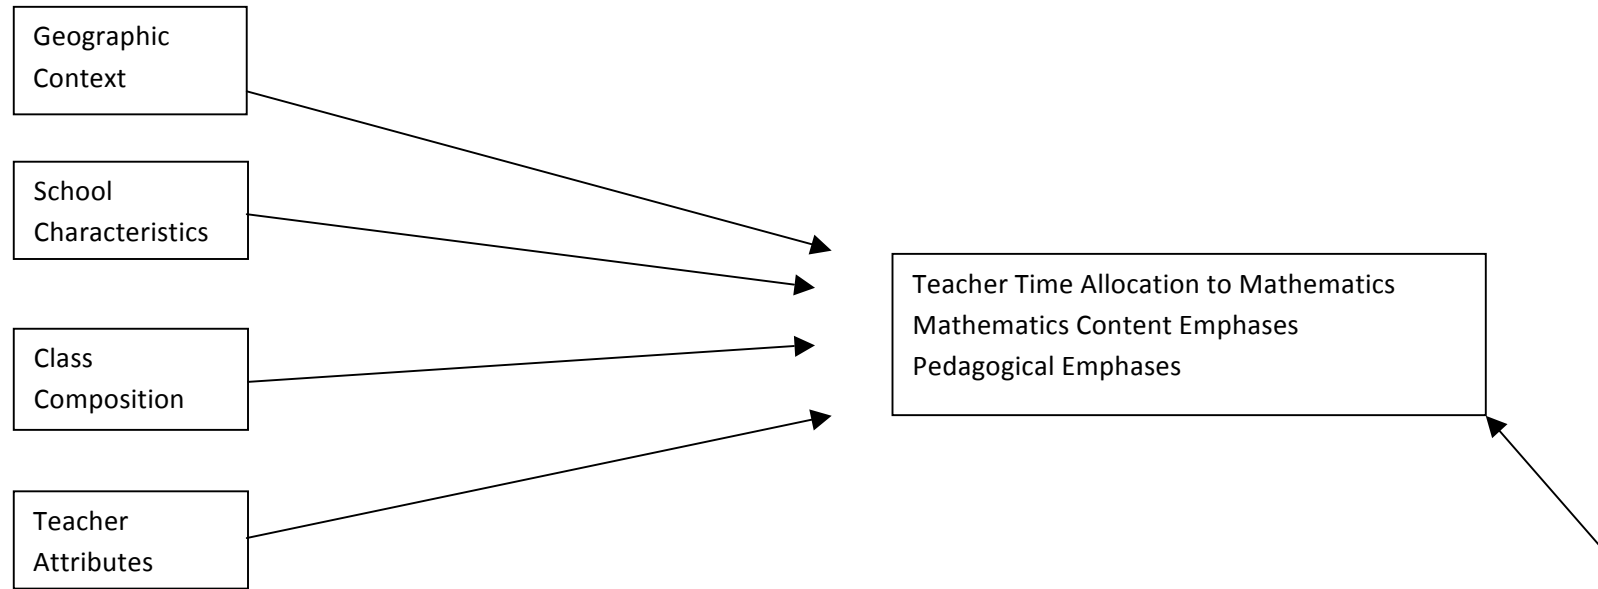 Geographic
Context
School
Characteristics
Class
Composition
Teacher
Attributes
Teacher Time Allocation to Mathematics
Mathematics Content Emphases
Pedagogical Emphases